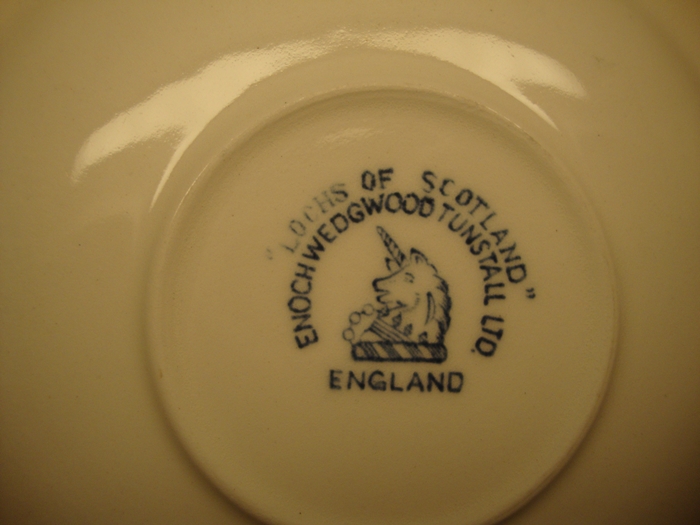 "LOCHS OF SCOTLAND"
ENOCH WEDGWOOD TUNSTALL LTD.
ENGLAND